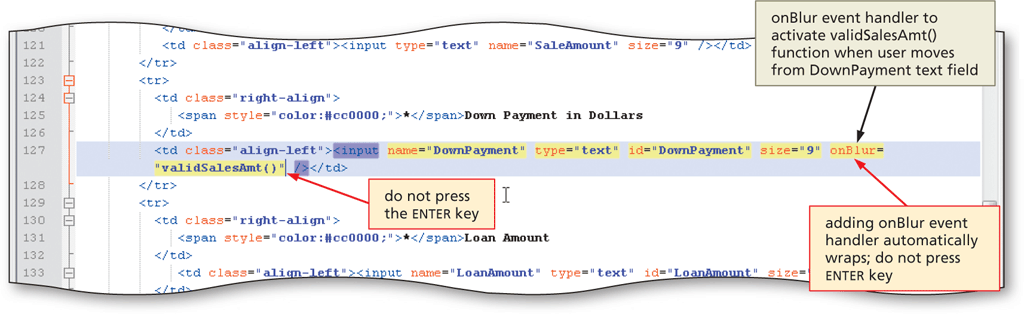 onBlur event handler to
activate validSalesAmt()
function when user moves
from DownPayment text field
121 <td class="align-left"><input type="text" name="SaleAmount" size="9" /></td>
122 </tr>
123 <tr>
124 <td class="right-align">
125 <span style="color:#cc0000;">*</span>Down Payment in Dollars
126 </td>
127 <td class="align-left"><input name="DownPayment" type="text" id="DownPayment" size="9" onBlur=
"validSalesAmt()" /></td>
128 </tr>
129 <tr>
130 <td class="right-align">
131 <span style="color:#cc0000;">*</span>Loan Amount
132 </td>
133 <td class="align-left"><input name="LoanAmount" type="text" id="LoanAmount" size="
</td>
do not press
the ENTER key
adding onBlur event
handler automatically
wraps; do not press
ENTER key